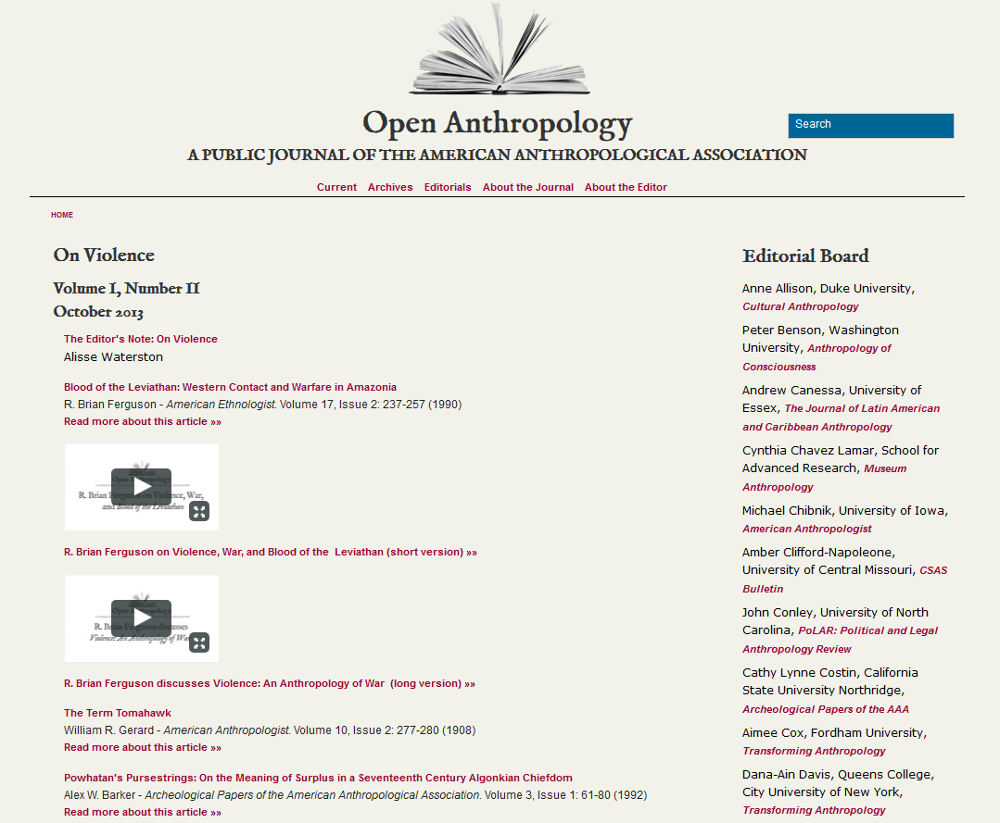 Open Anthropology
A PUBLIC JOURNAL OF THE AMERICAN ANTHROPOLOGICAL ASSOCIATION
Search
Current Archives Editorials About the Journal About the Editor
HOME
On Violence
Volume I, Number II
October 2013
The Editor's Note: On Violence
Alisse Waterston
Blood of the Leviathan: Western Contact and Warfare in Amazonia
R. Brian Ferguson - American Ethnologist. Volume 17, Issue 2: 237-257 (1990)
Read more about this article »»
Open Anthropology
R. Brian Ferguson on Violence, War,
and Blood of the Leviathan
R. Brian Ferguson on Violence, War, and Blood of the  Leviathan (short version) »»
Open Anthropology
R. Brian Ferguson discusses
Violence: An Anthropology of War
R. Brian Ferguson discusses Violence: An Anthropology of War  (long version) »»
The Term Tomahawk
William R. Gerard - American Anthropologist. Volume 10, Issue 2: 277-280 (1908)
Read more about this article »»
Powhatan's Pursestrings: On the Meaning of Surplus in a Seventeenth Century Algonkian Chiefdom
Alex W. Barker - Archeological Papers of the American Anthropological Association. Volume 3, Issue 1: 61-80 (1992)
Read more about this article »»
Editorial Board
Anne Allison, Duke University,
Cultural Anthropology
Peter Benson, Washington
University, Anthropology of
Consciousness
Andrew Canessa, University of
Essex, The Journal of Latin American
and Caribbean Anthropology
Cynthia Chavez Lamar, School for
Advanced Research, Museum
Anthropology
Michael Chibnik, University of Iowa,
American Anthropologist
Amber Clifford-Napoleone,
University of Central Missouri, CSAS
Bulletin
John Conley, University of North
Carolina, PoLAR: Political and Legal
Anthropology Review
Cathy Lynne Costin, California
State University Northridge,
Archeological Papers of the AAA
Aimee Cox, Fordham University,
Transforming Anthropology
Dana-Ain Davis, Queens College,
City University of New York,
Transforming Anthropology